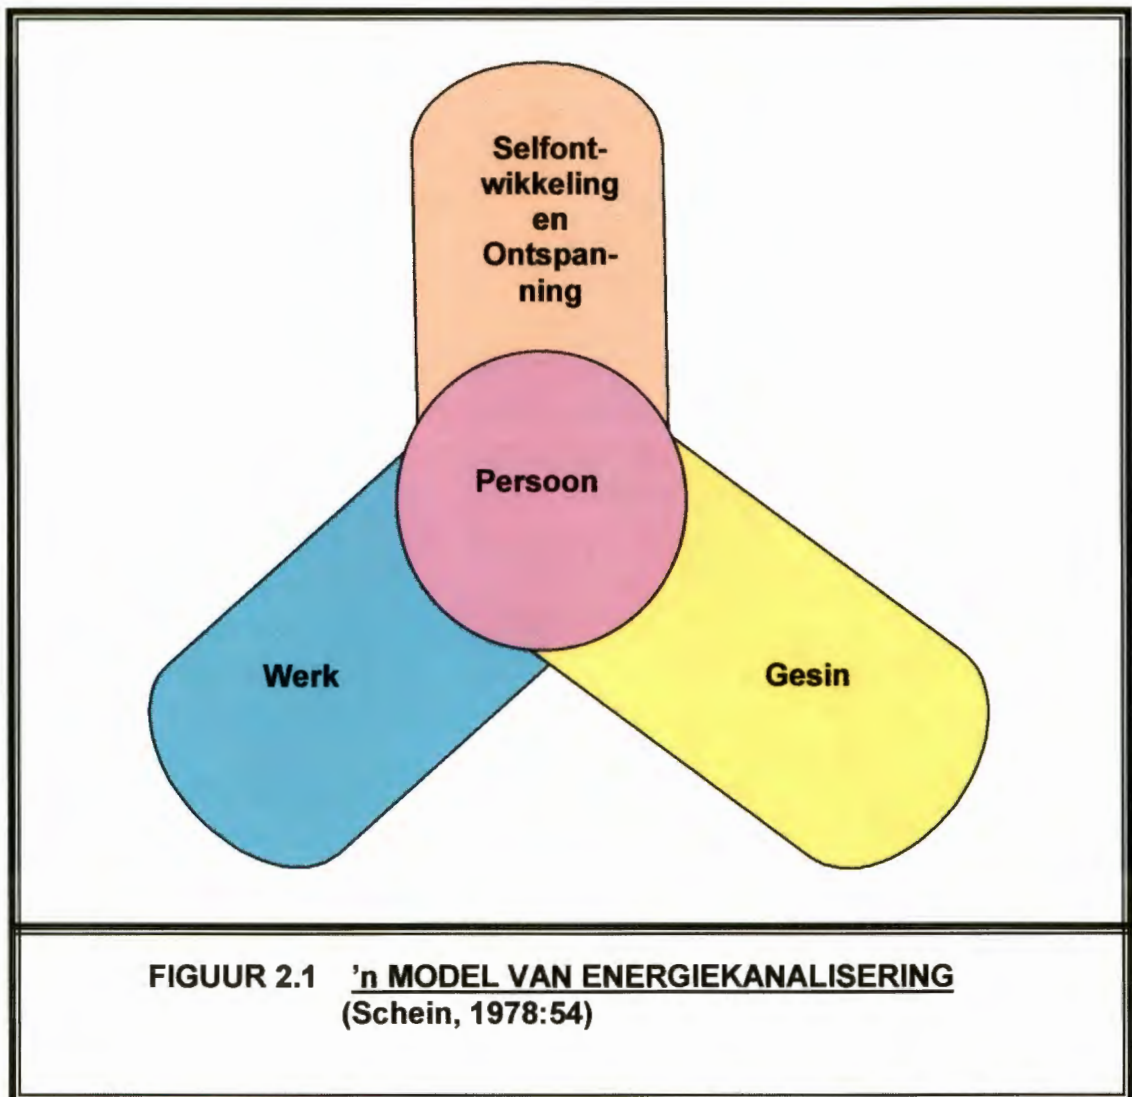 Selfont-
wikkeling
en
Ontspan-
ning
Persoon
Werk
Gesin
FIGUUR 2.1 'n MODEL VAN ENERGIEKANALISERING
(Schein, 1978:54)